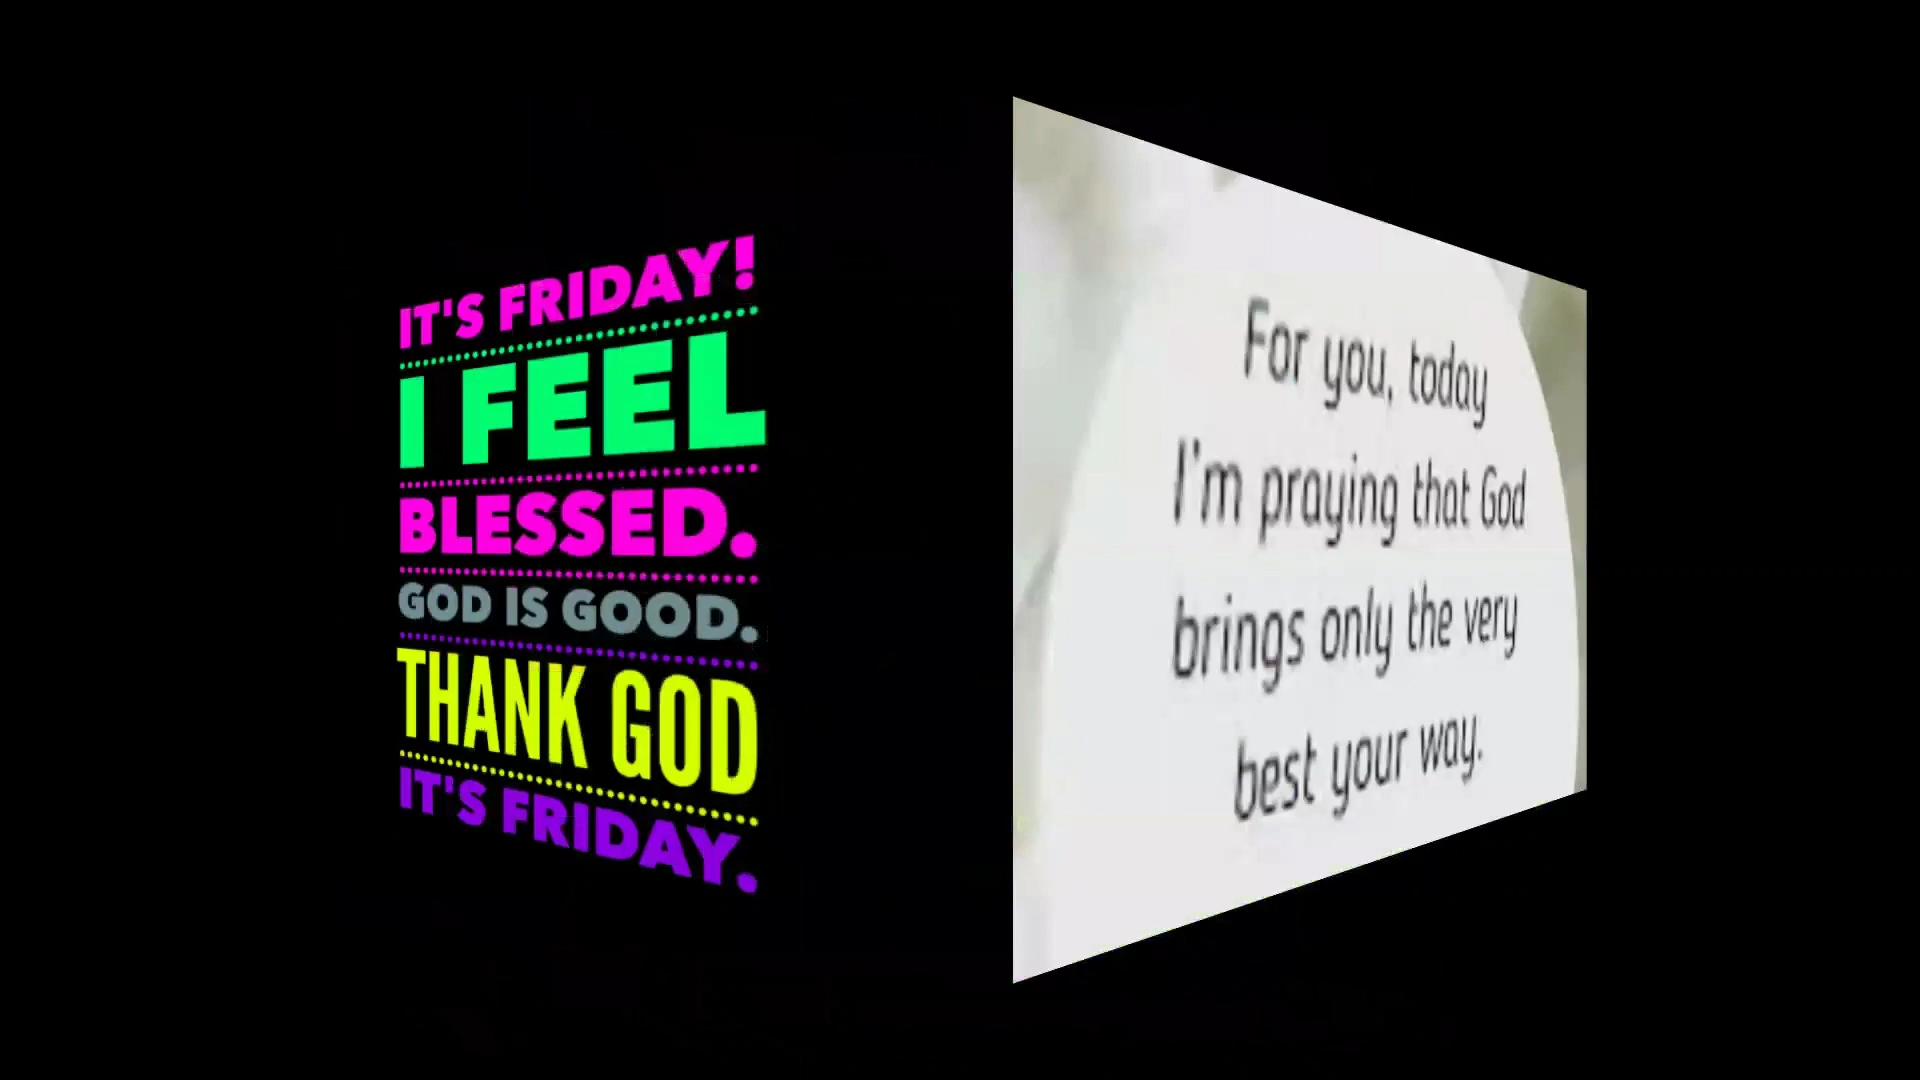 IT'S FRIDAY!
I FEEL
BLESSED.
GOD IS GOOD.
THANK GOD
IT'S FRIDAY.
For you, today
I'm praying that God
brings only the very
best your way.